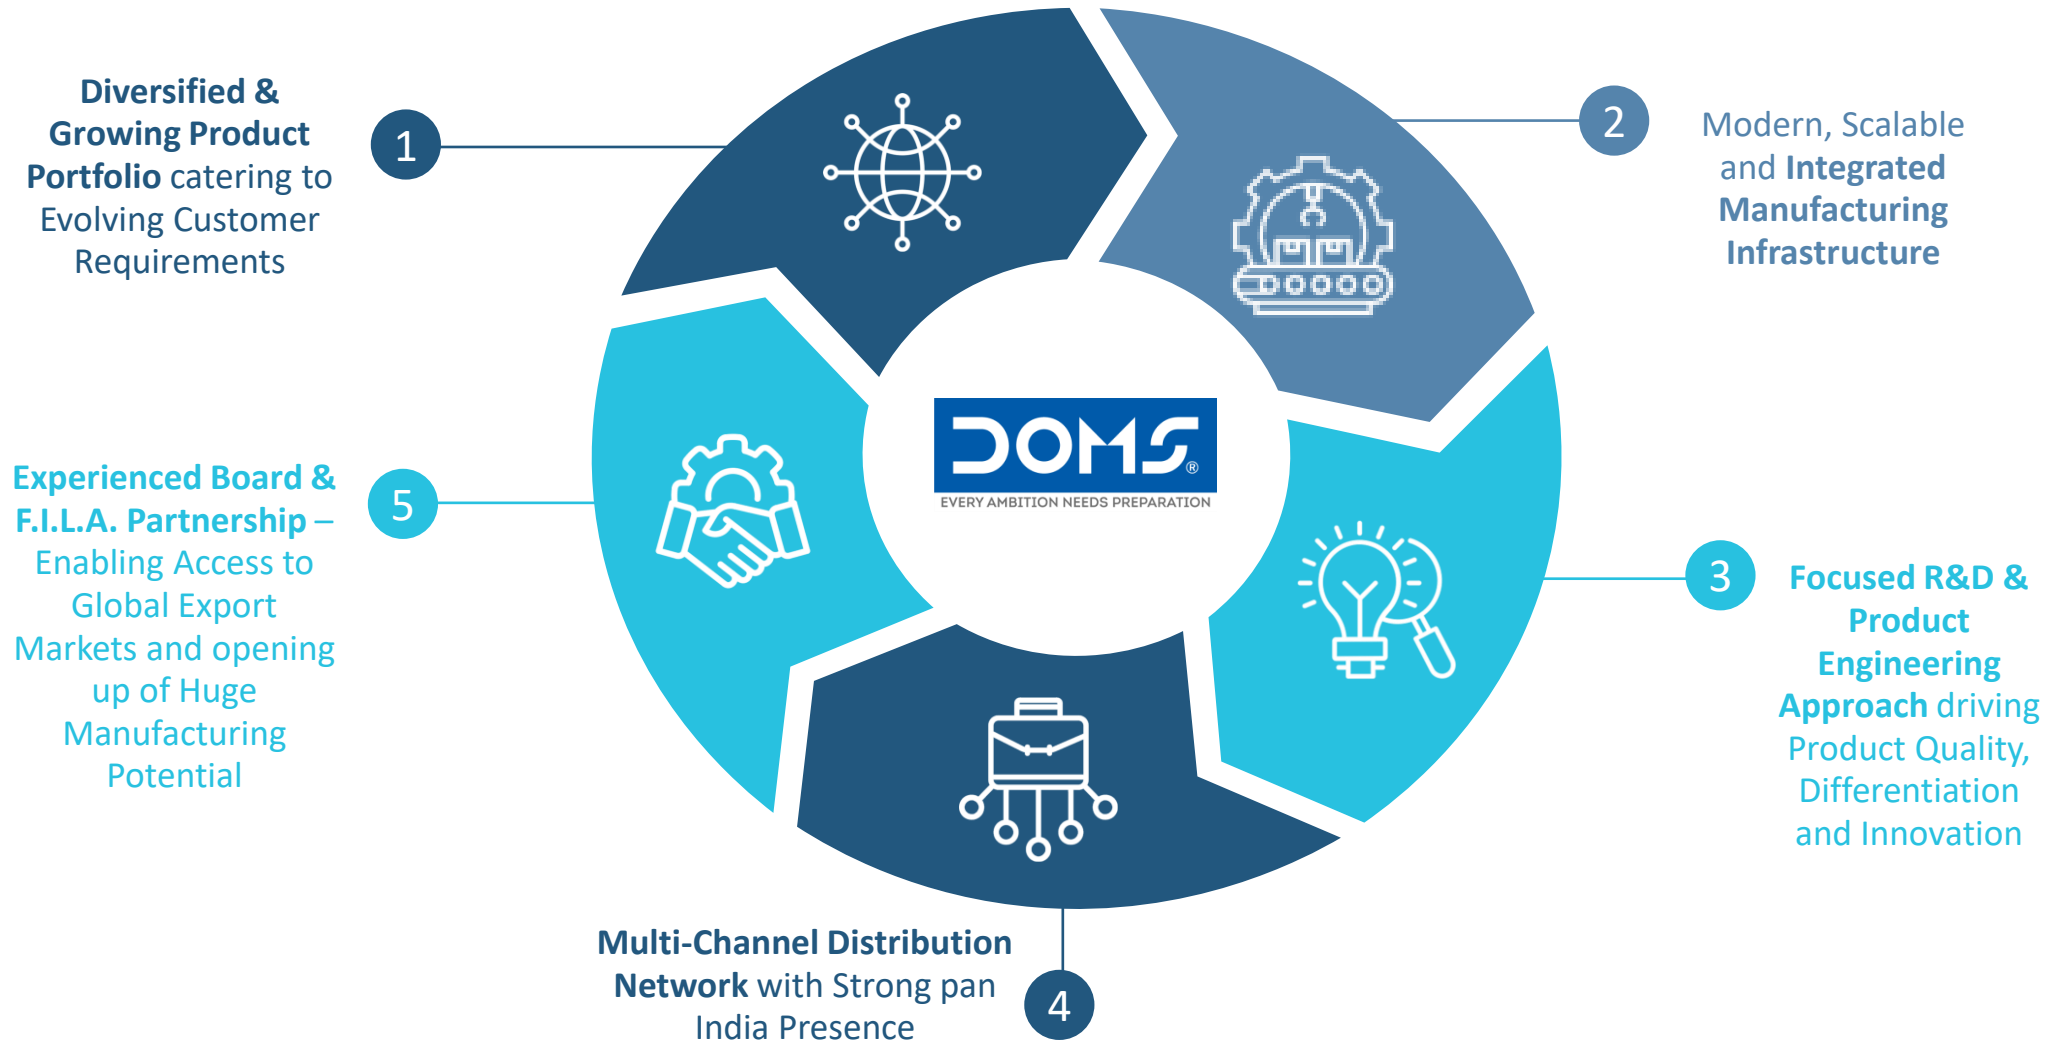 1
Diversified &
Growing Product
Portfolio catering to
Evolving Customer
Requirements
2
Modern, Scalable
and Integrated
Manufacturing
Infrastructure
DOMS®
EVERY AMBITION NEEDS PREPARATION
3
Focused R&D &
Product
Engineering
Approach driving
Product Quality,
Differentiation
and Innovation
4
Multi-Channel Distribution
Network with Strong pan
India Presence
5
Experienced Board &
F.I.L.A. Partnership –
Enabling Access to
Global Export
Markets and opening
up of Huge
Manufacturing
Potential